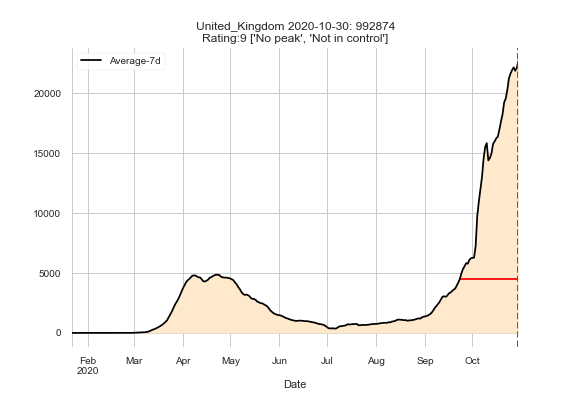 United_Kingdom 2020-10-30: 992874
Rating:9 ['No peak', 'Not in control']
Average-7d
20000
15000
10000
5000
0
Feb Mar Apr May Jun Jul Aug Sep Oct
2020
Date